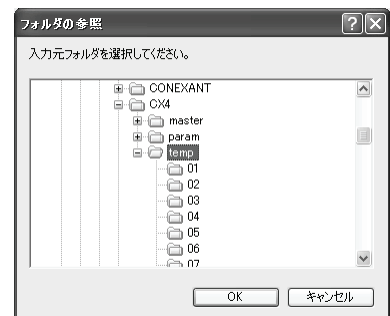 フォルダの参照
入力元フォルダを選択してください。
CONEXANT
CX4
master
param
temp
01
02
03
04
05
06
07
OK
キャンセル